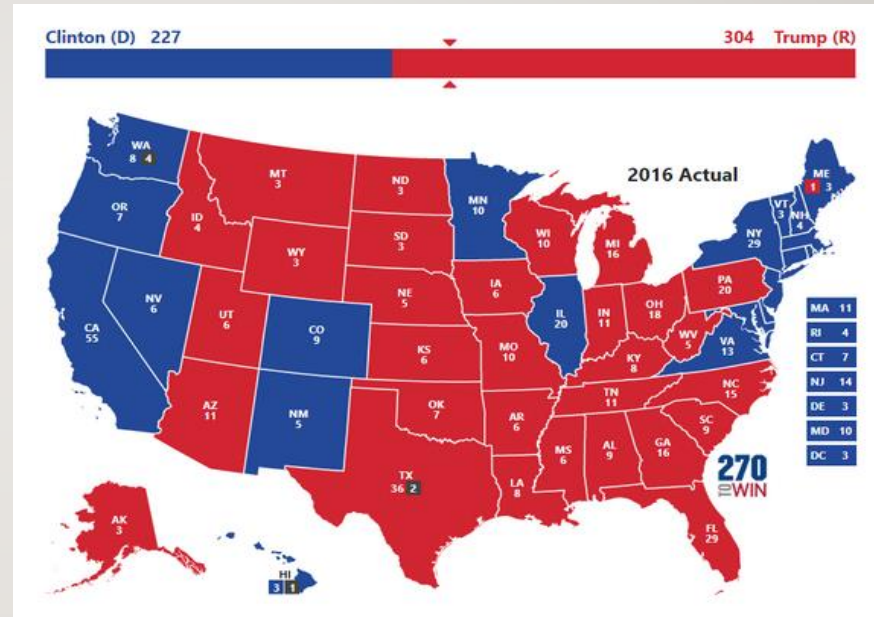 Clinton (D) 227
304 Trump (R)
2016 Actual
WA
8 4
OR
7
CA
55
NV
6
ID
4
MT
3
WY
3
UT
6
AZ
11
CO
9
NM
5
ND
3
SD
3
NE
5
KS
6
OK
7
TX
36 2
MN
10
IA
6
MO
10
AR
6
LA
8
WI
10
IL
20
MI
16
IN
11
OH
18
KY
8
TN
11
MS
6
AL
9
GA
16
FL
29
SC
9
NC
15
VA
13
WV
5
PA
20
NY
29
VT
3
NH
4
ME
1 3
MA 11
RI 4
CT 7
NJ 14
DE 3
MD 10
DC 3
AK
3
HI
3 1
270
TO WIN